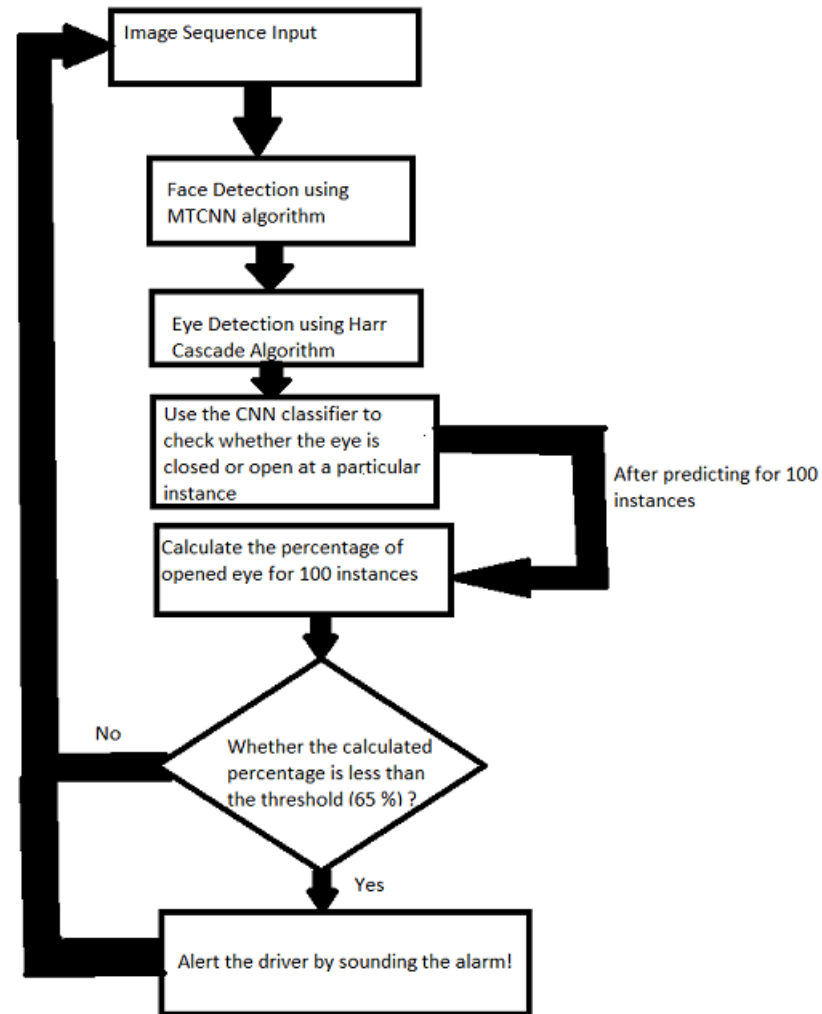 Image Sequence Input
Face Detection using
MTCNN algorithm
Eye Detection using Harr
Cascade Algorithm
Use the CNN classifier to
check whether the eye is
closed or open at a particular
instance
After predicting for 100
instances
Calculate the percentage of
opened eye for 100 instances
No
Whether the calculated
percentage is less than
the threshold (65 %) ?
Yes
Alert the driver by sounding the alarm!